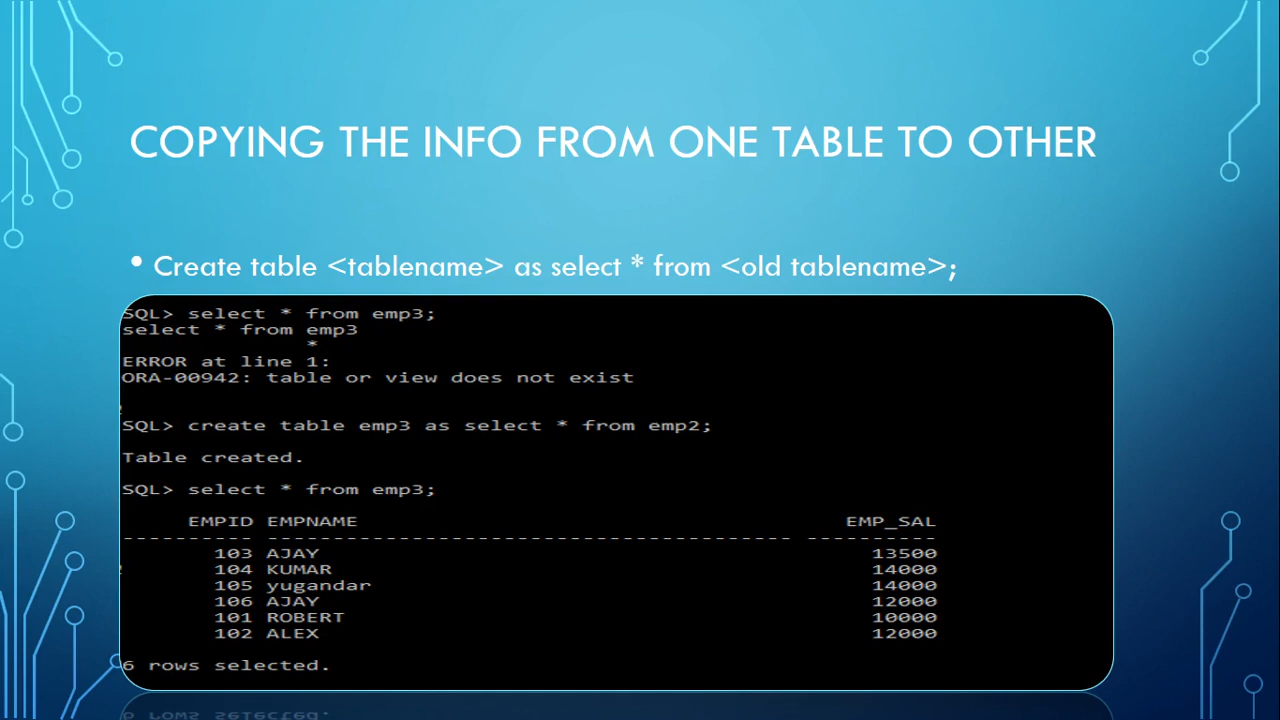 COPYING THE INFO FROM ONE TABLE TO OTHER
• Create table <tablename> as select * from <old tablename>;
SQL> select * from emp3;
select * from emp3
*
ERROR at line 1:
ORA-00942: table or view does not exist
SQL> create table emp3 as select * from emp2;
Table created.
SQL> select * from emp3;
EMPID EMPNAME EMP_SAL
---------- ---------------------------------------- ----------
103 AJAY 13500
104 KUMAR 14000
105 yugandar 14000
106 AJAY 12000
101 ROBERT 10000
102 ALEX 12000
6 rows selected.